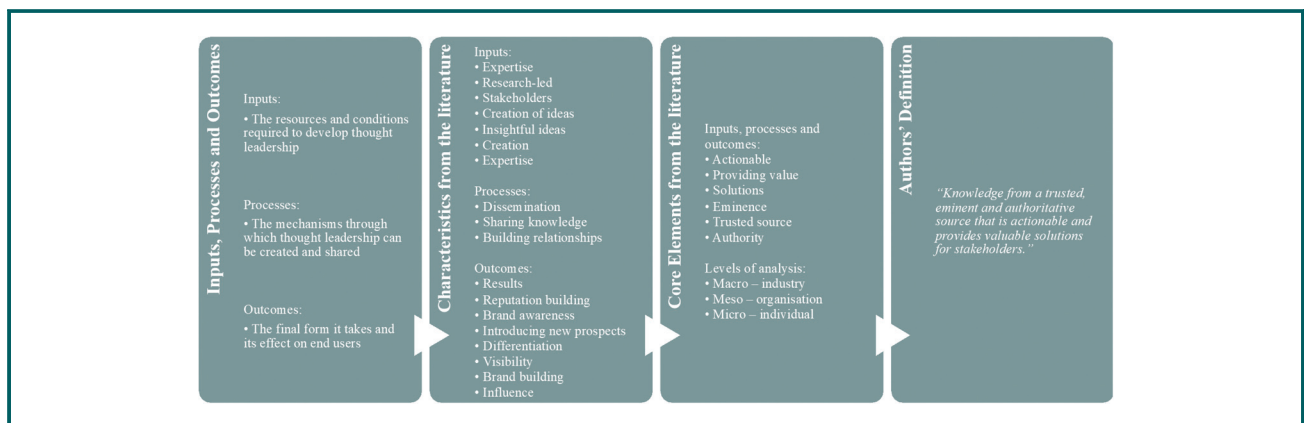 Inputs, Processes and Outcomes
Inputs:
• The resources and conditions
required to develop thought
leadership
Processes:
• The mechanisms through
which thought leadership can
be created and shared
Outcomes:
• The final form it takes and
its effect on end users
Characteristics from the literature
Inputs:
• Expertise
• Research-led
• Stakeholders
• Creation of ideas
• Insightful ideas
• Creation
• Expertise
Processes:
• Dissemination
• Sharing knowledge
• Building relationships
Outcomes:
• Results
• Reputation building
• Brand awareness
• Introducing new prospects
• Differentiation
• Visibility
• Brand building
• Influence
Core Elements from the literature
Inputs, processes and
outcomes:
• Actionable
• Providing value
• Solutions
• Eminence
• Trusted source
• Authority
Levels of analysis:
• Macro – industry
• Meso – organisation
• Micro – individual
Authors’ Definition
“Knowledge from a trusted,
eminent and authoritative
source that is actionable and
provides valuable solutions
for stakeholders.”